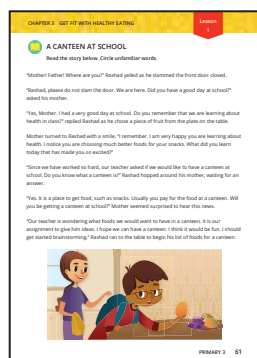 CHAPTER 3 GET FIT WITH HEALTHY EATING
Lesson
1
A CANTEEN AT SCHOOL
Read the story below. Circle unfamiliar words.
"Mother! Father! Where are you?" Rashad yelled as he slammed the front door closed.
"Rashad, please do not slam the door. We are here. Did you have a good day at school?"
asked his mother.
"Yes, Mother. I had a very good day at school. Do you remember that we are learning about
health in class?" replied Rashad as he chose a piece of fruit from the plate on the table.
Mother turned to Rashad with a smile. "I remember. I am very happy you are learning about
health. I notice you are choosing much better foods for your snacks. What did you learn
today that has made you so excited?"
"Since we have worked so hard, our teacher asked if we would like to have a canteen at
school. Do you know what a canteen is?" Rashad hopped around his mother, waiting for an
answer.
"Yes. It is a place to get food, such as snacks. Usually you pay for the food at a canteen. Will
you be getting a canteen at school?" Mother seemed surprised to hear this news.
"Our teacher is wondering what foods we would want to have in a canteen. It is our
assignment to give him ideas. I hope we can have a canteen. I think it would be fun. I should
get started brainstorming." Rashad ran to the table to begin his list of foods for a canteen.
PRIMARY 3 61